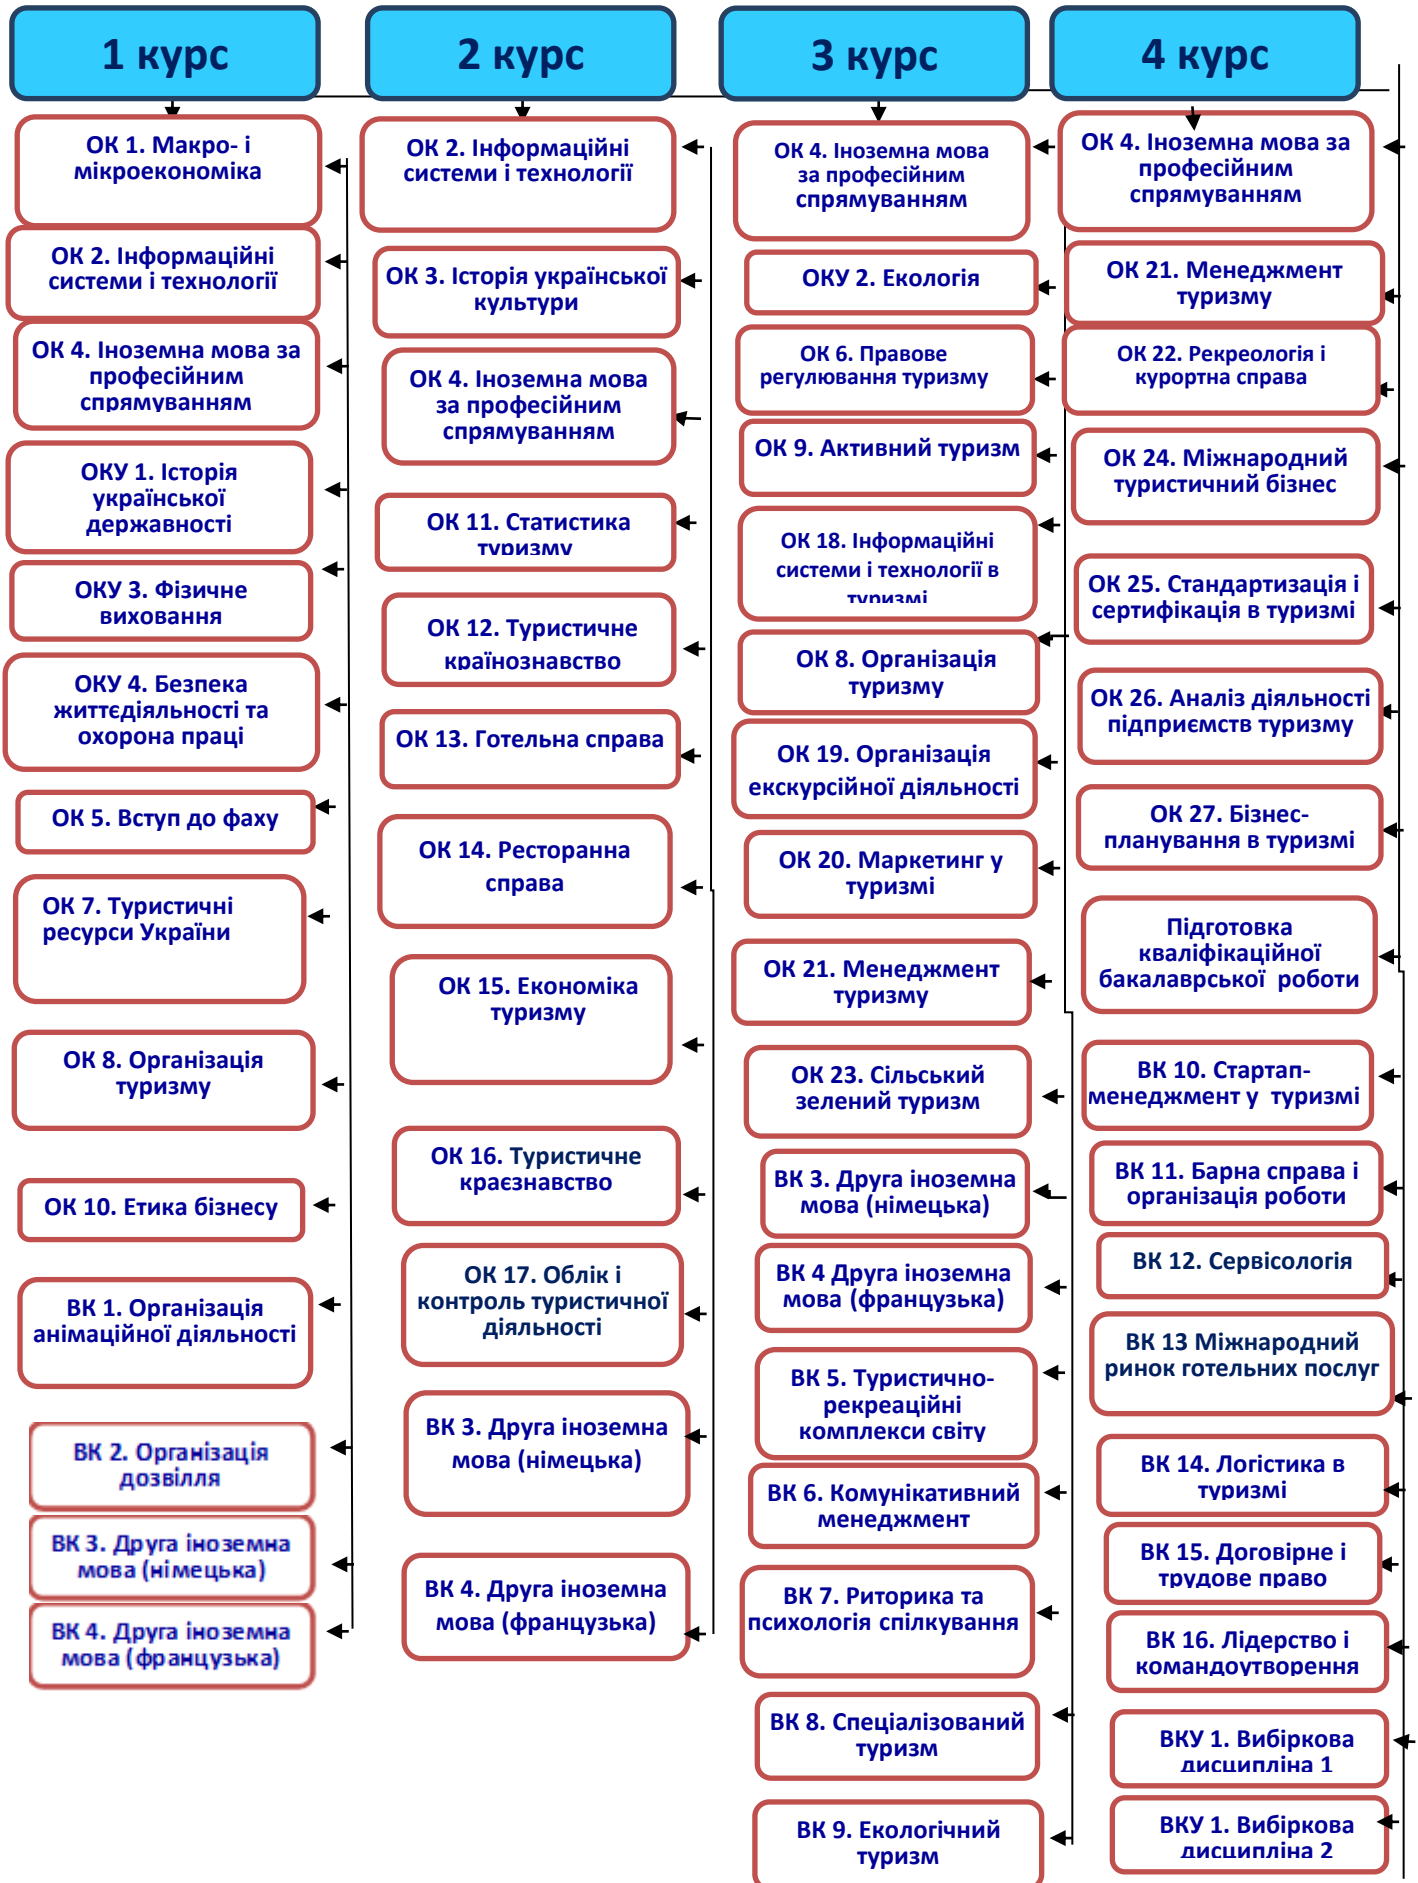 1 курс
ОК 1. Макро- і
мікроекономіка
ОК 2. Інформаційні
системи і технології
ОК 4. Іноземна мова за
професійним
спрямуванням
ОКУ 1. Історія
української
державності
ОКУ 3. Фізичне
виховання
ОКУ 4. Безпека
життєдіяльності та
охорона праці
ОК 5. Вступ до фаху
ОК 7. Туристичні
ресурси України
ОК 8. Організація
туризму
ОК 10. Етика бізнесу
ВК 1. Організація
анімаційної діяльності
ВК 2. Організація
дозвілля
ВК 3. Друга іноземна
мова (німецька)
ВК 4. Друга іноземна
мова (французька)
2 курс
ОК 2. Інформаційні
системи і технології
ОК 3. Історія української
культури
ОК 4. Іноземна мова
за професійним
спрямуванням
ОК 11. Статистика
туризму
ОК 12. Туристичне
країнознавство
ОК 13. Готельна справа
ОК 14. Ресторанна
справа
ОК 15. Економіка
туризму
ОК 16. Туристичне
краєзнавство
ОК 17. Облік і
контроль туристичної
діяльності
ВК 3. Друга іноземна
мова (німецька)
ВК 4. Друга іноземна
мова (французька)
3 курс
ОК 4. Іноземна мова
за професійним
спрямуванням
ОКУ 2. Екологія
ОК 6. Правове
регулювання туризму
ОК 9. Активний туризм
ОК 18. Інформаційні
системи і технології в
туризмі
ОК 8. Організація
туризму
ОК 19. Організація
екскурсійної діяльності
ОК 20. Маркетинг у
туризмі
ОК 21. Менеджмент
туризму
ОК 23. Сільський
зелений туризм
ВК 3. Друга іноземна
мова (німецька)
ВК 4 Друга іноземна
мова (французька)
ВК 5. Туристично-
рекреаційні
комплекси світу
ВК 6. Комунікативний
менеджмент
ВК 7. Риторика та
психологія спілкування
ВК 8. Спеціалізований
туризм
ВК 9. Екологічний
туризм
4 курс
ОК 4. Іноземна мова за
професійним
спрямуванням
ОК 21. Менеджмент
туризму
ОК 22. Рекреологія і
курортна справа
ОК 24. Міжнародний
туристичний бізнес
ОК 25. Стандартизація і
сертифікація в туризмі
ОК 26. Аналіз діяльності
підприємств туризму
ОК 27. Бізнес-
планування в туризмі
Підготовка
кваліфікаційної
бакалаврської роботи
ВК 10. Стартап-
менеджмент у туризмі
ВК 11. Барна справа і
організація роботи
ВК 12. Сервісологія
ВК 13 Міжнародний
ринок готельних послуг
ВК 14. Логістика в
туризмі
ВК 15. Договірне і
трудове право
ВК 16. Лідерство і
командоутворення
ВКУ 1. Вибіркова
дисципліна 1
ВКУ 1. Вибіркова
дисципліна 2